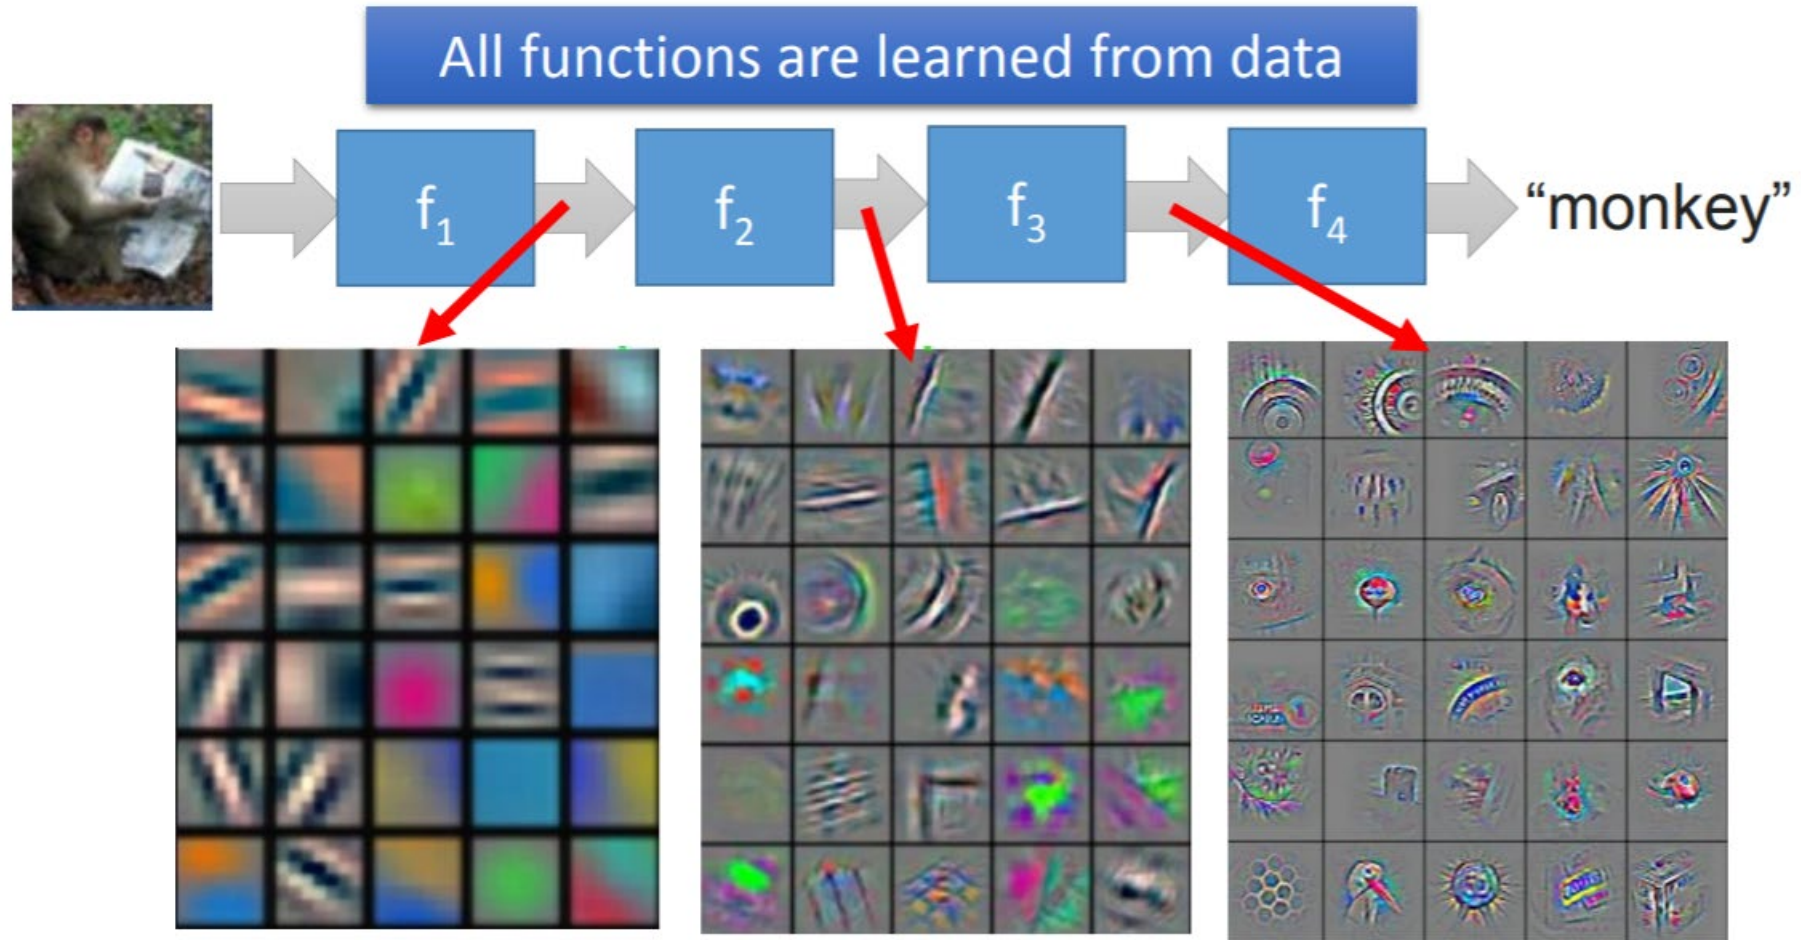 All functions are learned from data
f₁ f₂ f₃ f₄ “monkey”